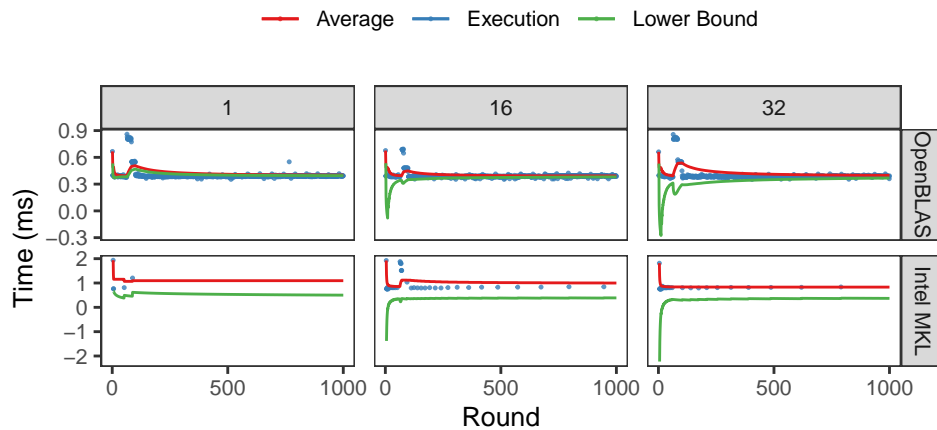 Average Execution Lower Bound
1 16 32
0.9
0.6
0.3
0.0
−0.3
OpenBLAS
2
1
0
−1
−2
Intel MKL
Time (ms)
0 500 1000 0 500 1000 0 500 1000
Round